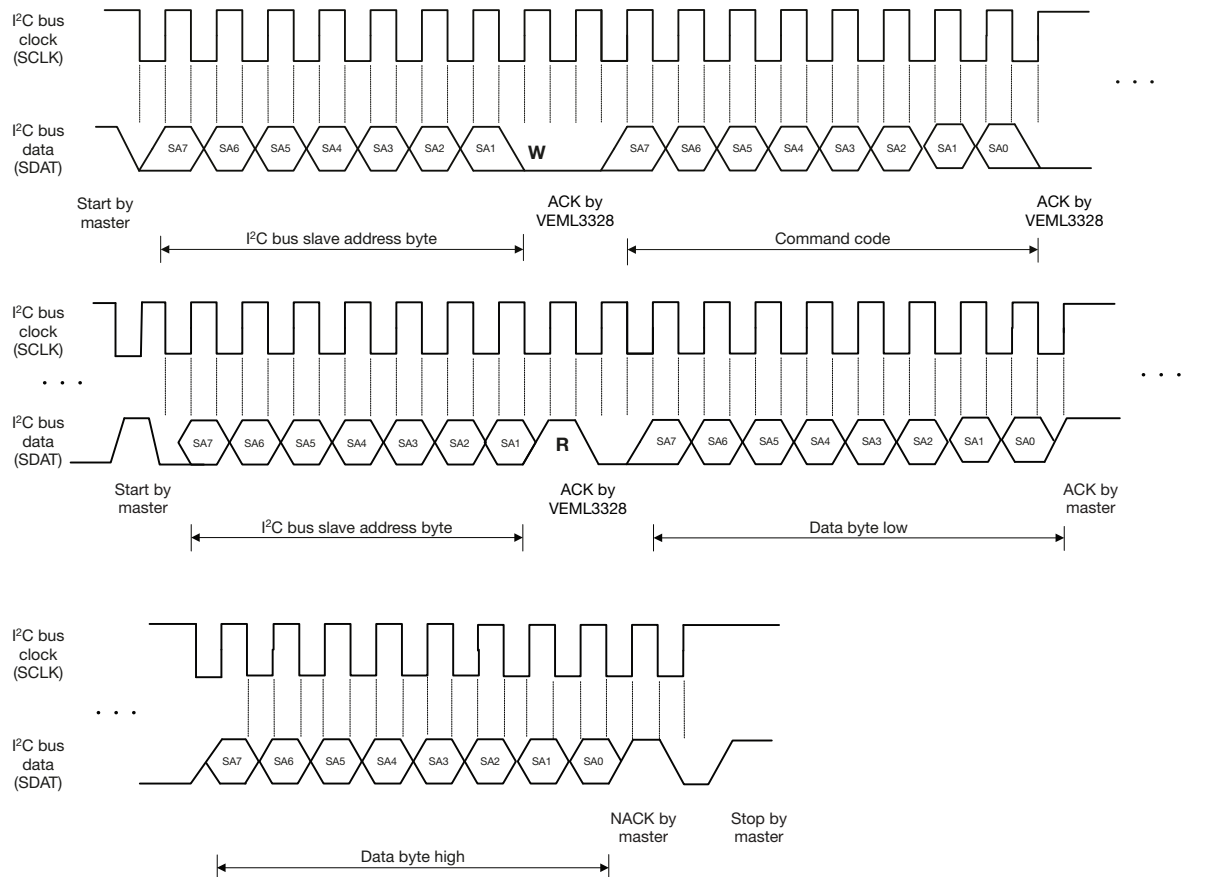 I²C bus
clock
(SCLK)
. . .
I²C bus
data
(SDAT)
SA7 SA6 SA5 SA4 SA3 SA2 SA1 W SA7 SA6 SA5 SA4 SA3 SA2 SA1 SA0
Start by
master
ACK by
VEML3328
ACK by
VEML3328
I²C bus slave address byte
Command code
I²C bus
clock
(SCLK)
. . .
. . .
I²C bus
data
(SDAT)
SA7 SA6 SA5 SA4 SA3 SA2 SA1 R SA7 SA6 SA5 SA4 SA3 SA2 SA1 SA0
Start by
master
ACK by
VEML3328
ACK by
master
I²C bus slave address byte
Data byte low
I²C bus
clock
(SCLK)
. . .
I²C bus
data
(SDAT)
SA7 SA6 SA5 SA4 SA3 SA2 SA1 SA0
NACK by
master
Stop by
master
Data byte high